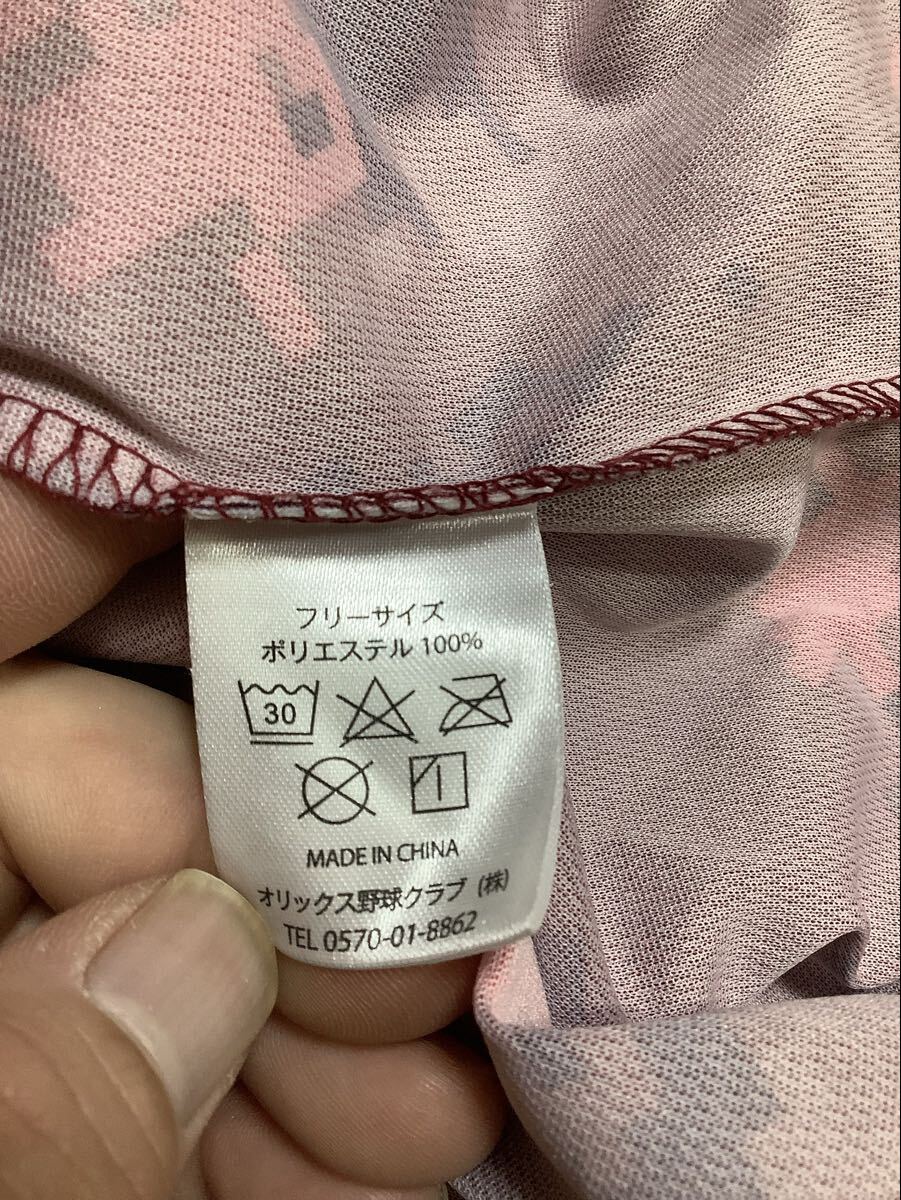 フリーサイズ
ポリエステル 100%
30
MADE IN CHINA
オリックス野球クラブ (株)
TEL 0570-01-8862